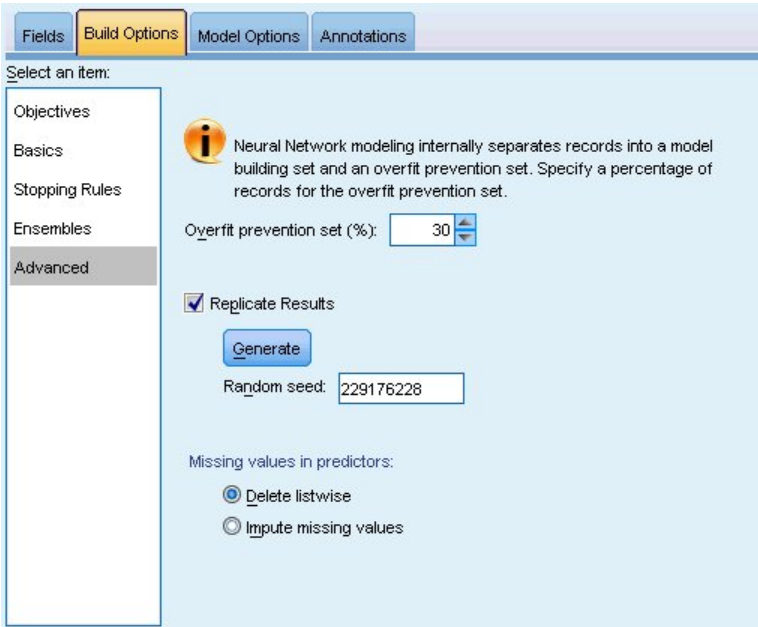 Fields Build Options Model Options Annotations
Select an item:
Objectives
Basics
Stopping Rules
Ensembles
Advanced
Neural Network modeling internally separates records into a model
building set and an overfit prevention set. Specify a percentage of
records for the overfit prevention set.
Overfit prevention set (%): 30
Replicate Results
Generate
Random seed: 229176228
Missing values in predictors:
Delete listwise
Impute missing values